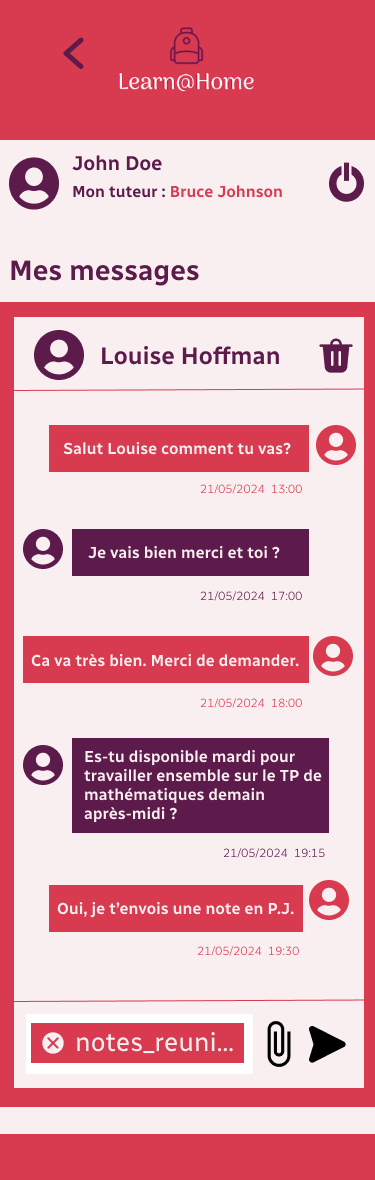 Learn@Home
John Doe
Mon tuteur : Bruce Johnson
Mes messages
Louise Hoffman
Salut Louise comment tu vas?
21/05/2024 13:00
Je vais bien merci et toi ?
21/05/2024 17:00
Ca va très bien. Merci de demander.
21/05/2024 18:00
Es-tu disponible mardi pour
travailler ensemble sur le TP de
mathématiques demain
après-midi ?
21/05/2024 19:15
Oui, je t'envois une note en P.J.
21/05/2024 19:30
notes_reuni...